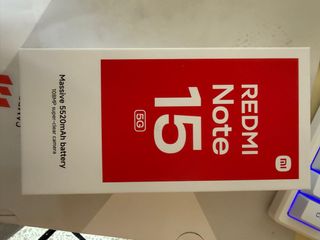 REDMI
Note
15
5G
mi
Massive 5520mAh battery
108MP super-clear camera